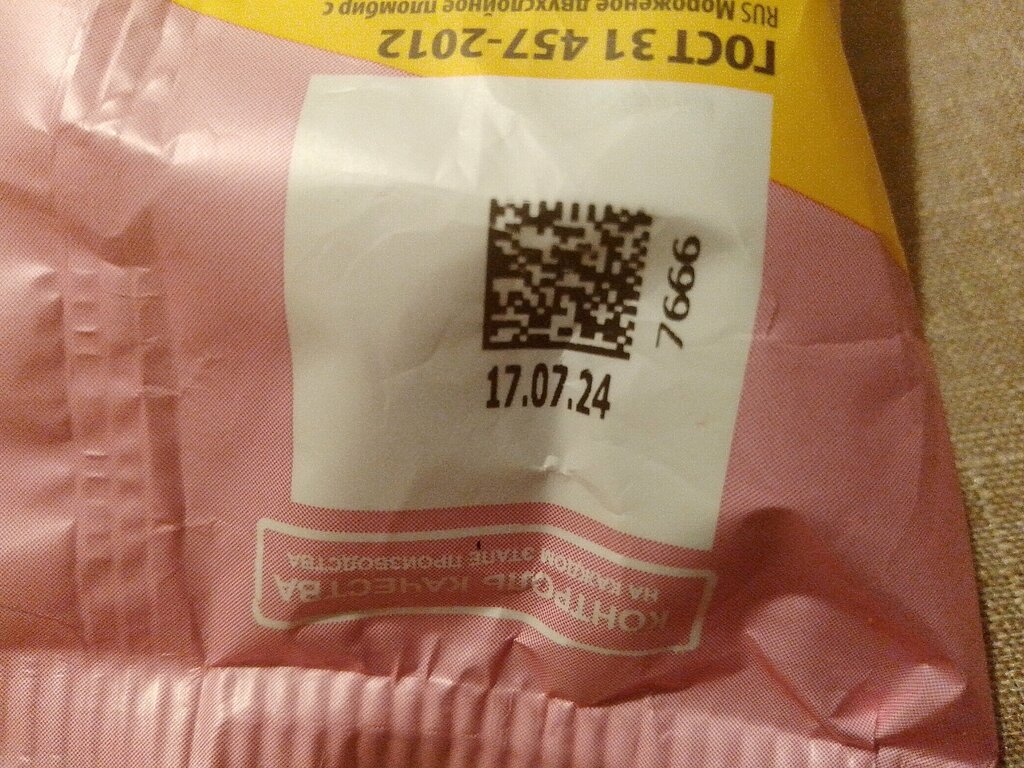 RUS Мороженое двухслойное пломбир с
ГОСТ 31 457-2012
7666
17.07.24
КОНТРОЛЬ КАЧЕСТВА
НА КАЖДОМ ЭТАПЕ ПРОИЗВОДСТВА